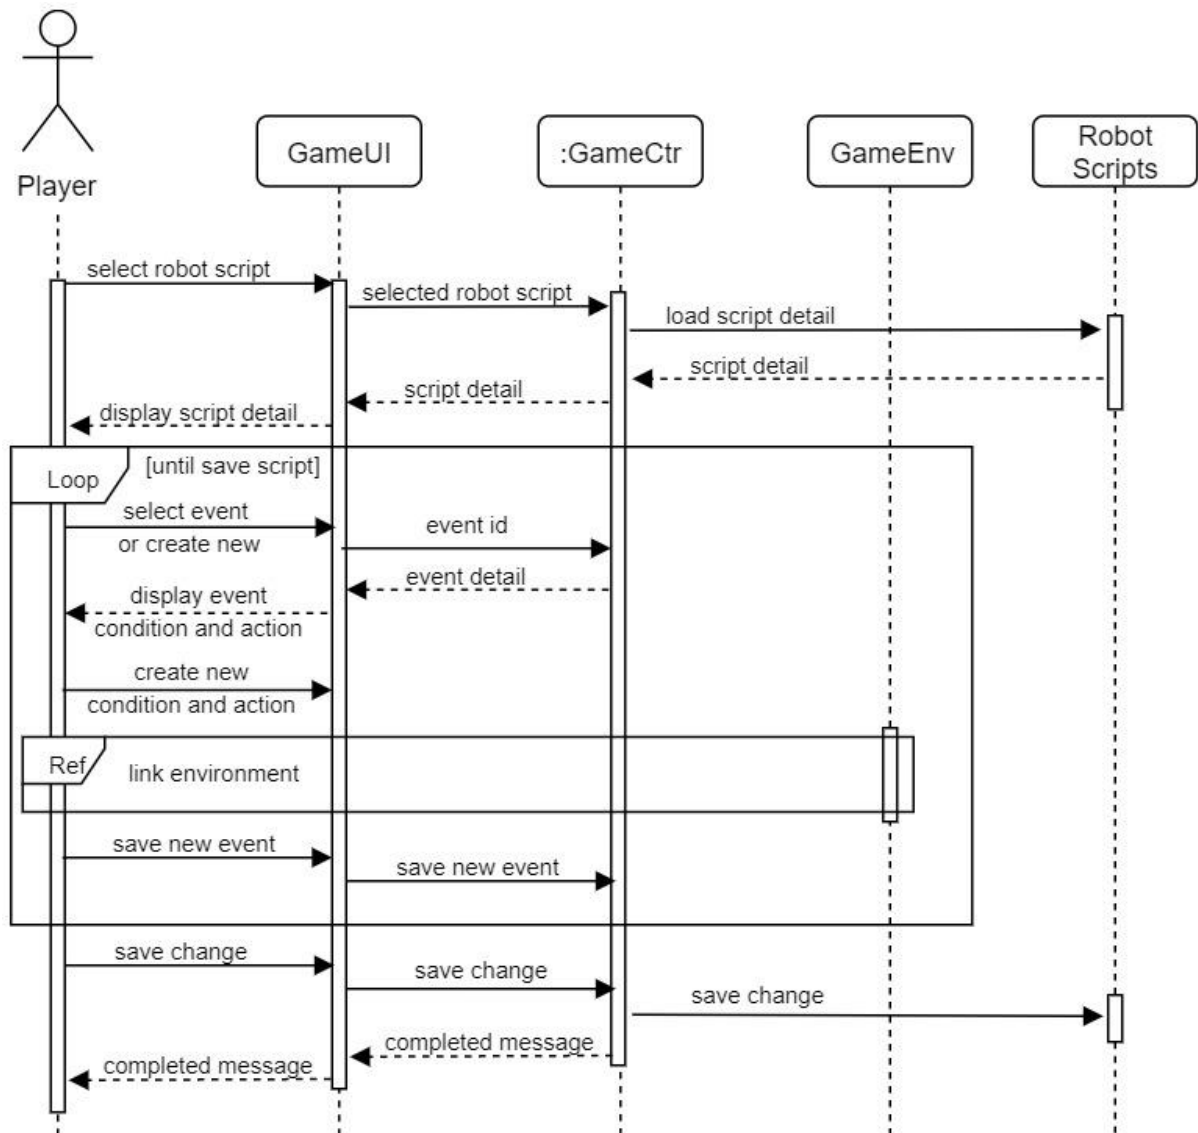 Player
GameUI
:GameCtr
GameEnv
Robot
Scripts
select robot script
selected robot script
load script detail
script detail
script detail
display script detail
Loop
[until save script]
select event
or create new
event id
event detail
display event
condition and action
create new
condition and action
Ref
link environment
save new event
save new event
save change
save change
save change
completed message
completed message